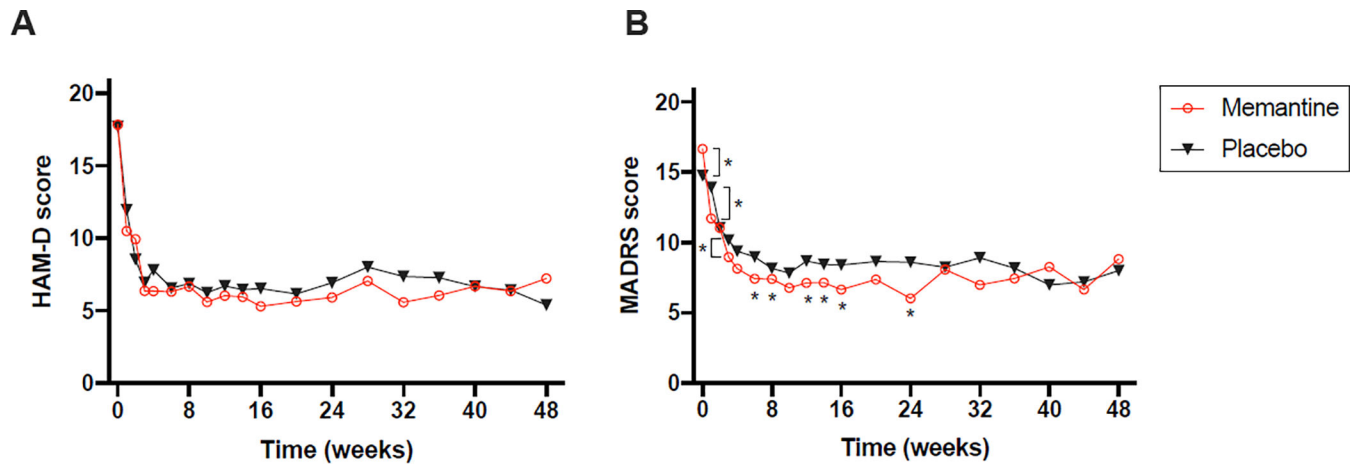 A
B
HAM-D score
20
15
10
5
0
0 8 16 24 32 40 48
Time (weeks)
MADRS score
20
15
10
5
0
*
*
*
* * * * * *
0 8 16 24 32 40 48
Time (weeks)
Memantine
Placebo